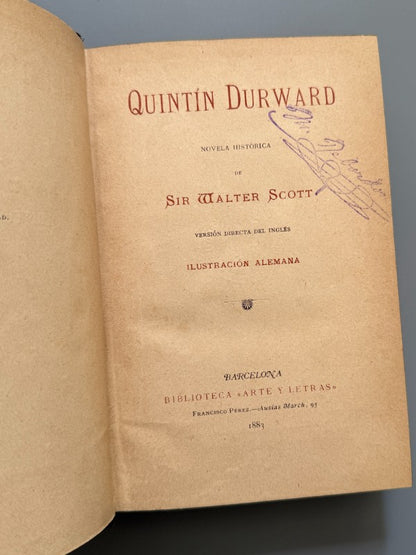 D.
QUINTÍN DURWARD
NOVELA HISTÓRICA
DE
SIR WALTER SCOTT
VERSIÓN DIRECTA DEL INGLÉS
ILUSTRACIÓN ALEMANA
BARCELONA
BIBLIOTECA «ARTE Y LETRAS»
FRANCISCO PÉREZ.—Ausias March, 95
1883